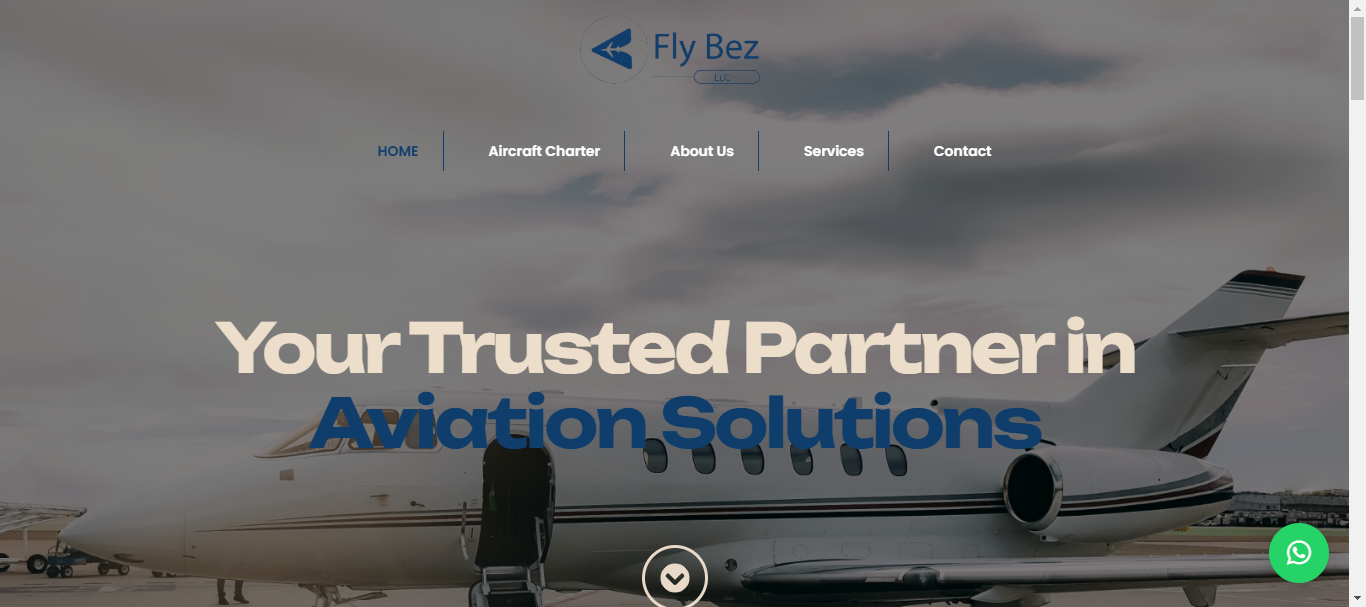 Fly Bez
LLC
HOME
Aircraft Charter
About Us
Services
Contact
Your Trusted Partner in
Aviation Solutions